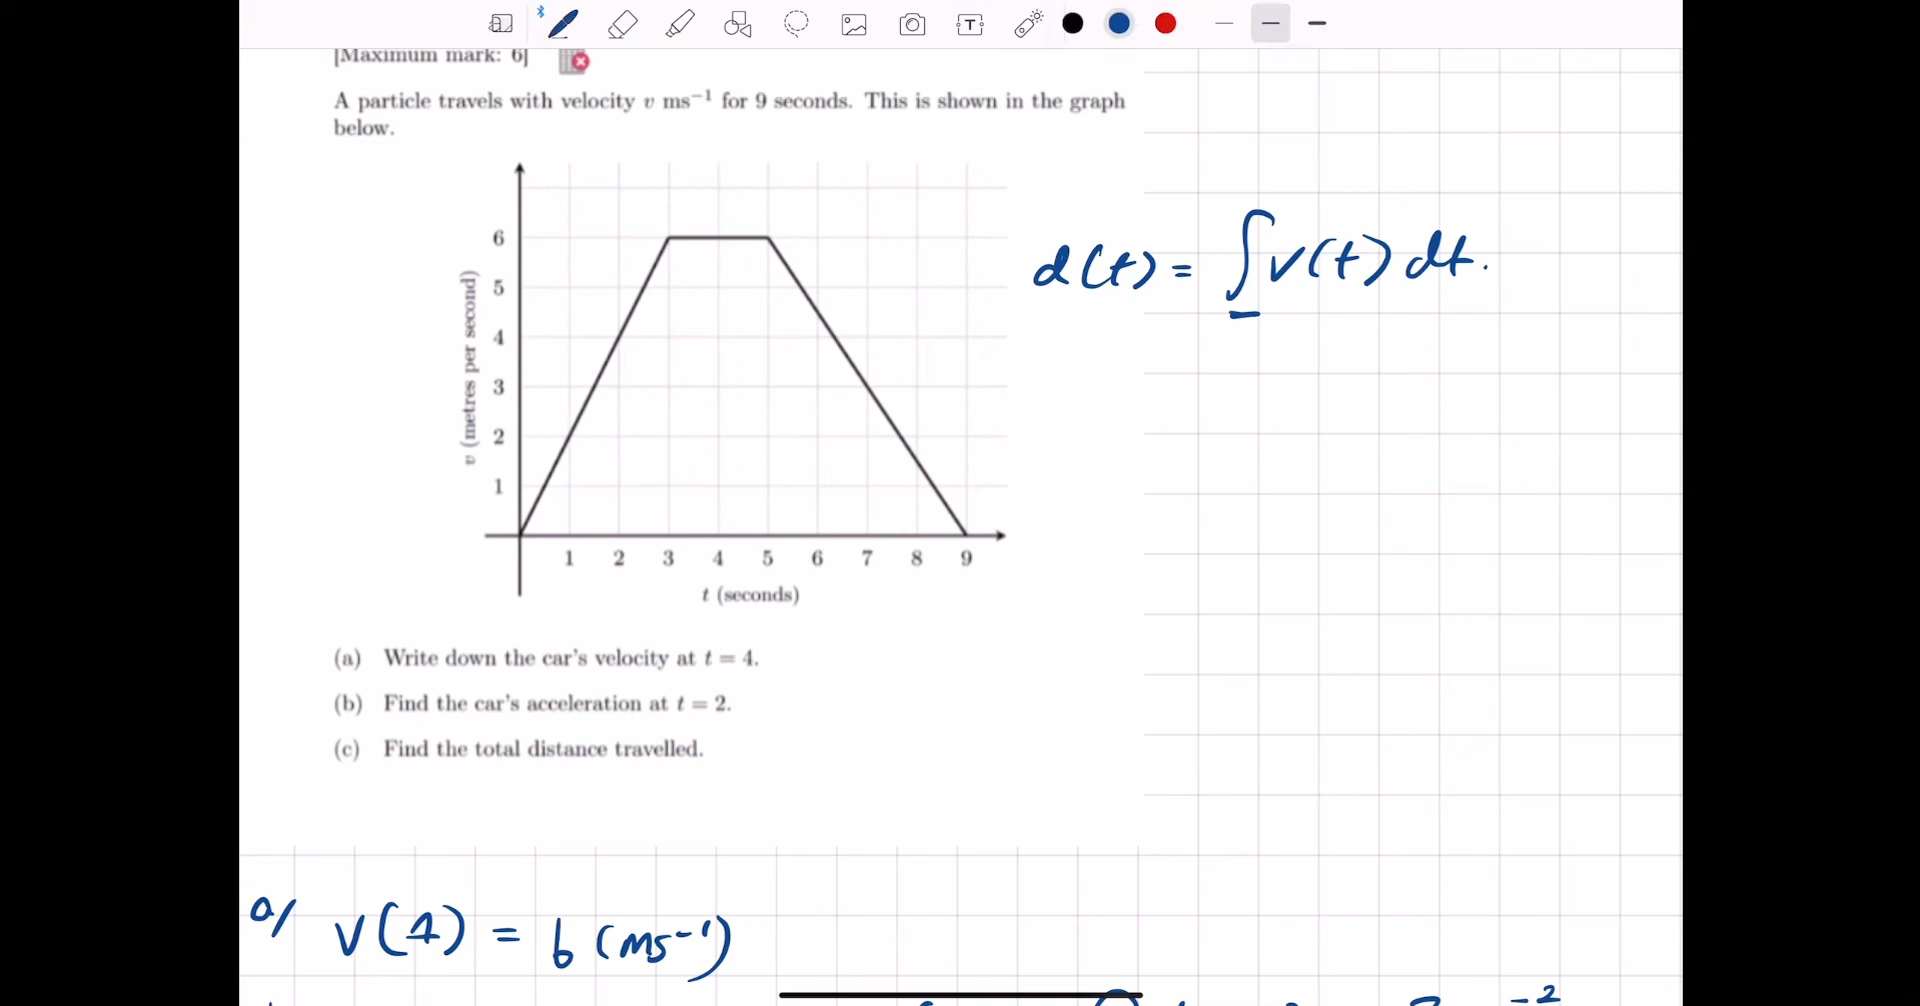 [Maximum mark: 6]
A particle travels with velocity v ms⁻¹ for 9 seconds. This is shown in the graph
below.
6
5
4
3
2
1
v (metres per second)
1 2 3 4 5 6 7 8 9
t (seconds)
d(t) = ∫v(t) dt.
(a) Write down the car's velocity at t = 4.
(b) Find the car's acceleration at t = 2.
(c) Find the total distance travelled.
a/ v(4) = 6 (ms⁻¹)